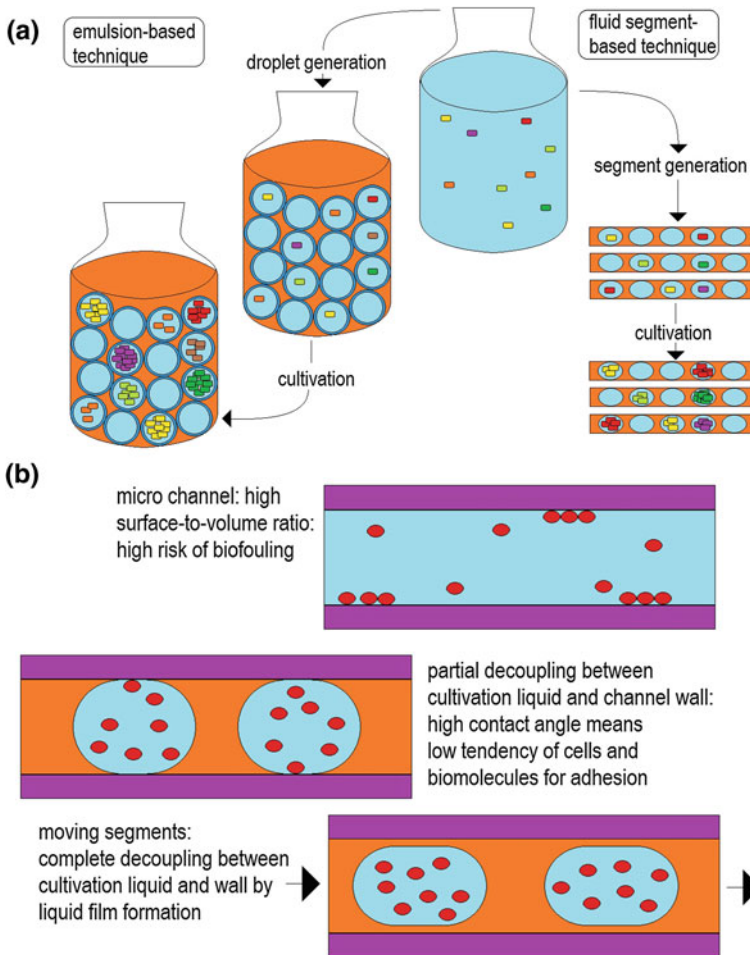 (a)
emulsion-based
technique
fluid segment-
based technique
droplet generation
segment generation
cultivation
cultivation
(b)
micro channel: high
surface-to-volume ratio:
high risk of biofouling
partial decoupling between
cultivation liquid and channel wall:
high contact angle means
low tendency of cells and
biomolecules for adhesion
moving segments:
complete decoupling between
cultivation liquid and wall by
liquid film formation